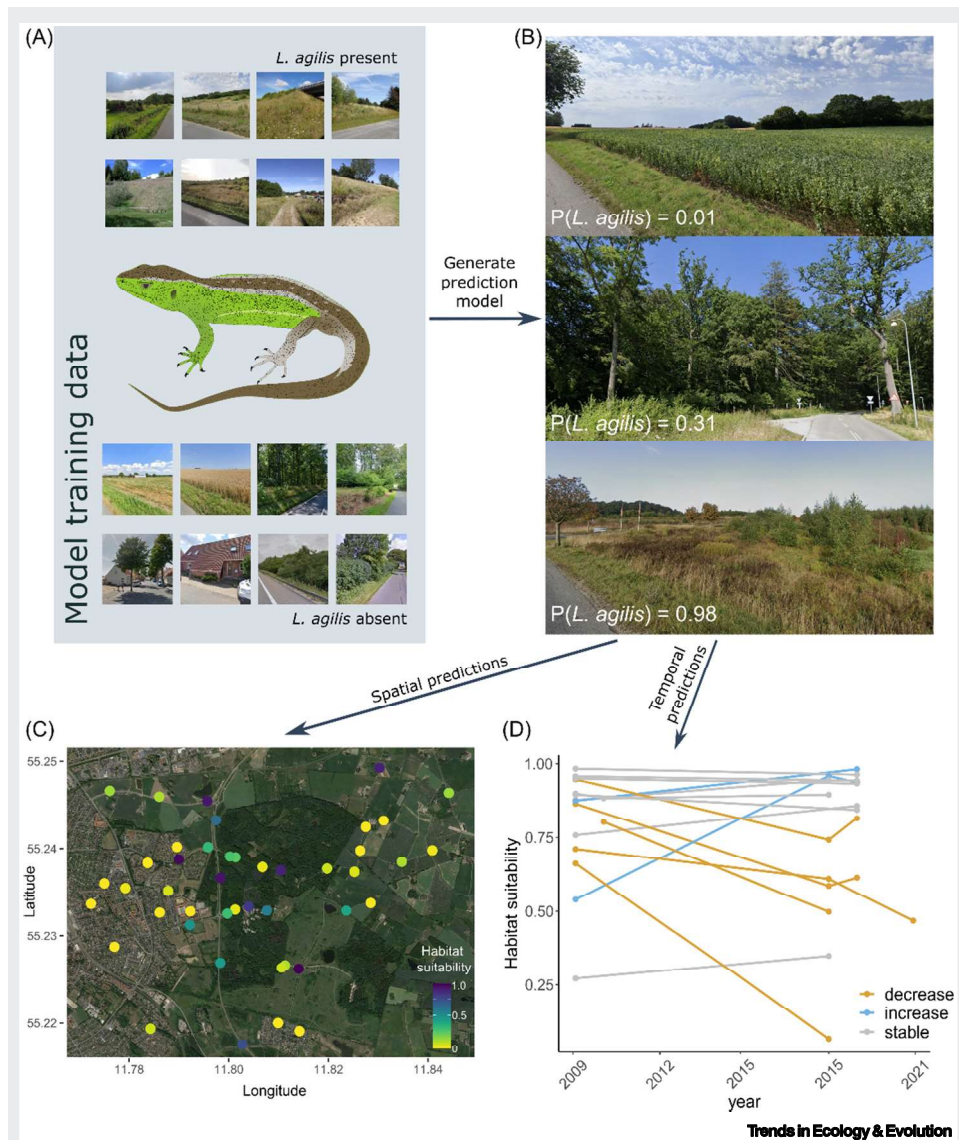 (A)
L. agilis present
Model training data
L. agilis absent
Generate
prediction
model
(B)
P(L. agilis) = 0.01
P(L. agilis) = 0.31
P(L. agilis) = 0.98
Spatial predictions
Temporal
predictions
(C)
55.25
55.24
55.23
55.22
Latitude
11.78
11.80
11.82
11.84
Longitude
Habitat
suitability
1.0
0
(D)
1.00
0.75
0.50
0.25
Habitat suitability
2009
2012
2015
2015
2021
year
decrease
increase
stable
Trends in Ecology & Evolution